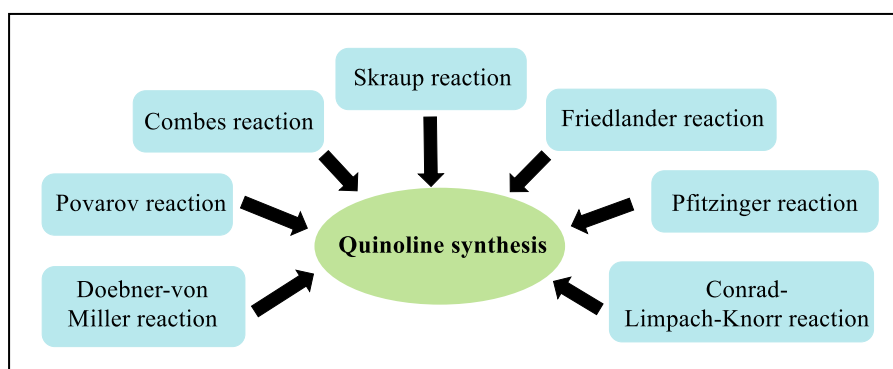 Skraup reaction
Combes reaction
Friedlander reaction
Povarov reaction
Pfitzinger reaction
Quinoline synthesis
Doebner-von
Miller reaction
Conrad-
Limpach-Knorr reaction